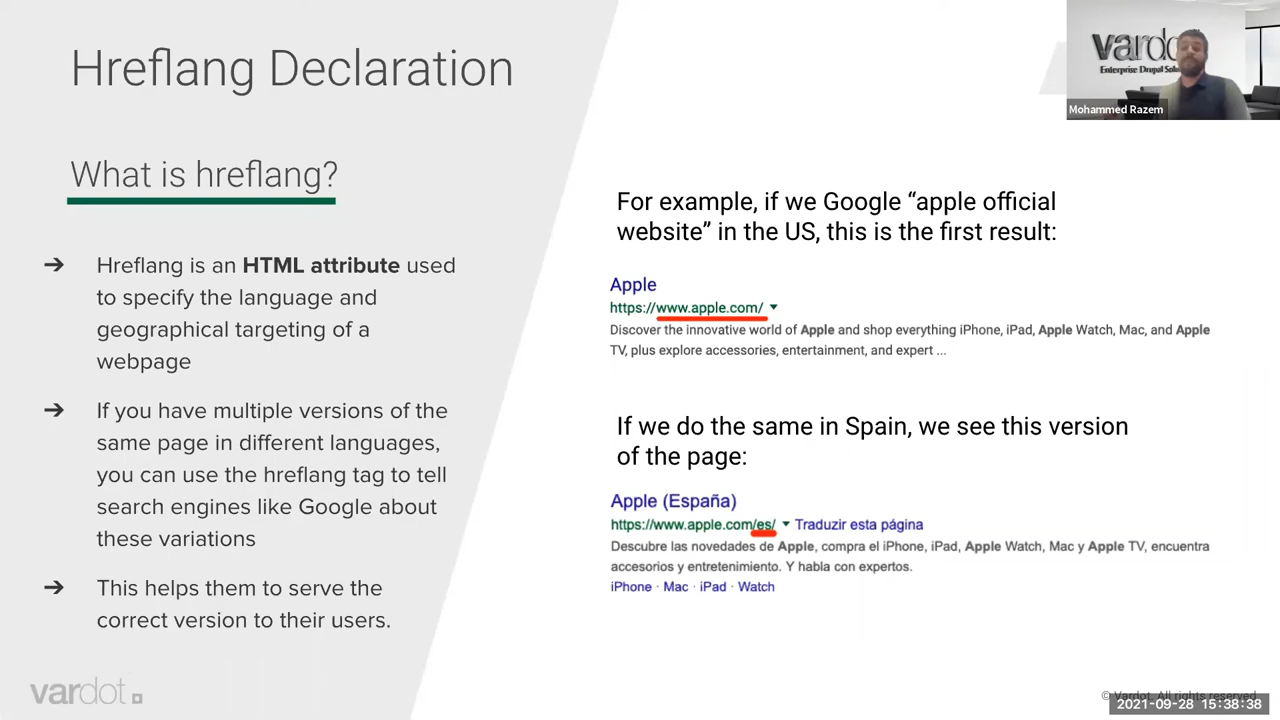 Hreflang Declaration
What is hreflang?
➔ Hreflang is an HTML attribute used
to specify the language and
geographical targeting of a
webpage
➔ If you have multiple versions of the
same page in different languages,
you can use the hreflang tag to tell
search engines like Google about
these variations
➔ This helps them to serve the
correct version to their users.
vardot
For example, if we Google “apple official
website” in the US, this is the first result:
Apple
https://www.apple.com/
Discover the innovative world of Apple and shop everything iPhone, iPad, Apple Watch, Mac, and Apple
TV, plus explore accessories, entertainment, and expert ...
If we do the same in Spain, we see this version
of the page:
Apple (España)
https://www.apple.com/es/ Traduzir esta página
Descubre las novedades de Apple, compra el iPhone, iPad, Apple Watch, Mac y Apple TV, encuentra
accesorios y entretenimiento. Y habla con expertos.
iPhone · Mac · iPad · Watch
vardot
Enterprise Drupal
Mohammed Razem
© Vardot. All rights reserved
2021-09-28 15:38:38